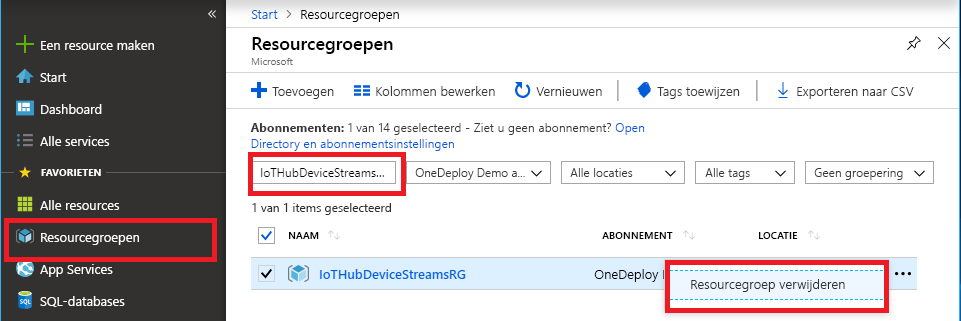 «
Een resource maken
Start
Dashboard
Alle services
FAVORIETEN
Alle resources
Resourcegroepen
App Services
SQL-databases
Start > Resourcegroepen
Resourcegroepen
Microsoft
Toevoegen Kolommen bewerken Vernieuwen Tags toewijzen Exporteren naar CSV
Abonnementen: 1 van 14 geselecteerd - Ziet u geen abonnement? Open
Directory en abonnementsinstellingen
IoTHubDeviceStreams... OneDeploy Demo a... Alle locaties Alle tags Geen groepering
1 van 1 items geselecteerd
NAAM ABONNEMENT LOCATIE
IoTHubDeviceStreamsRG OneDeploy
Resourcegroep verwijderen